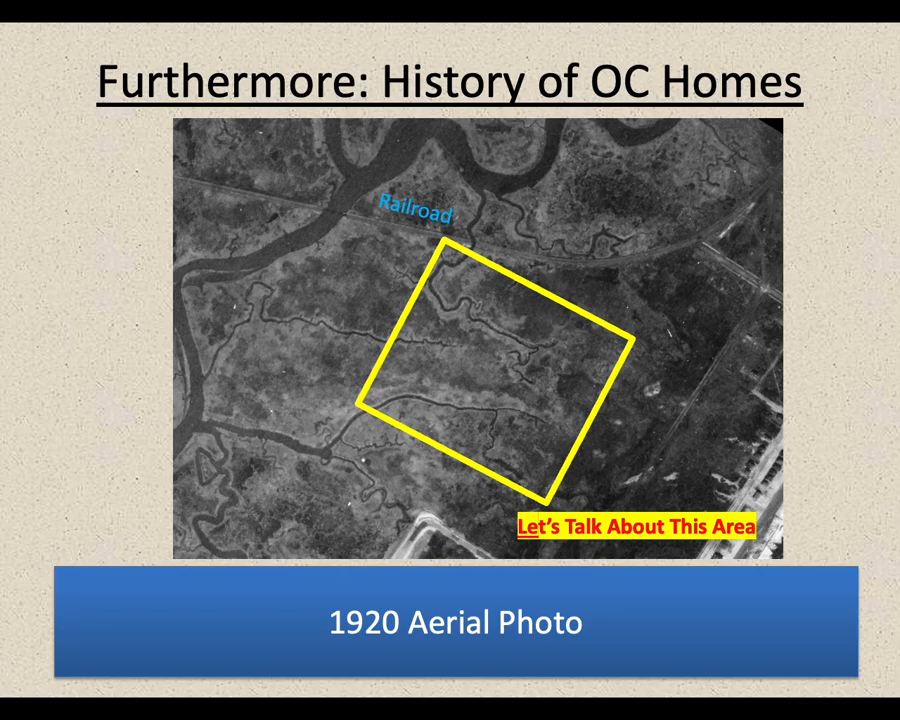 Furthermore: History of OC Homes
Railroad
Let's Talk About This Area
1920 Aerial Photo